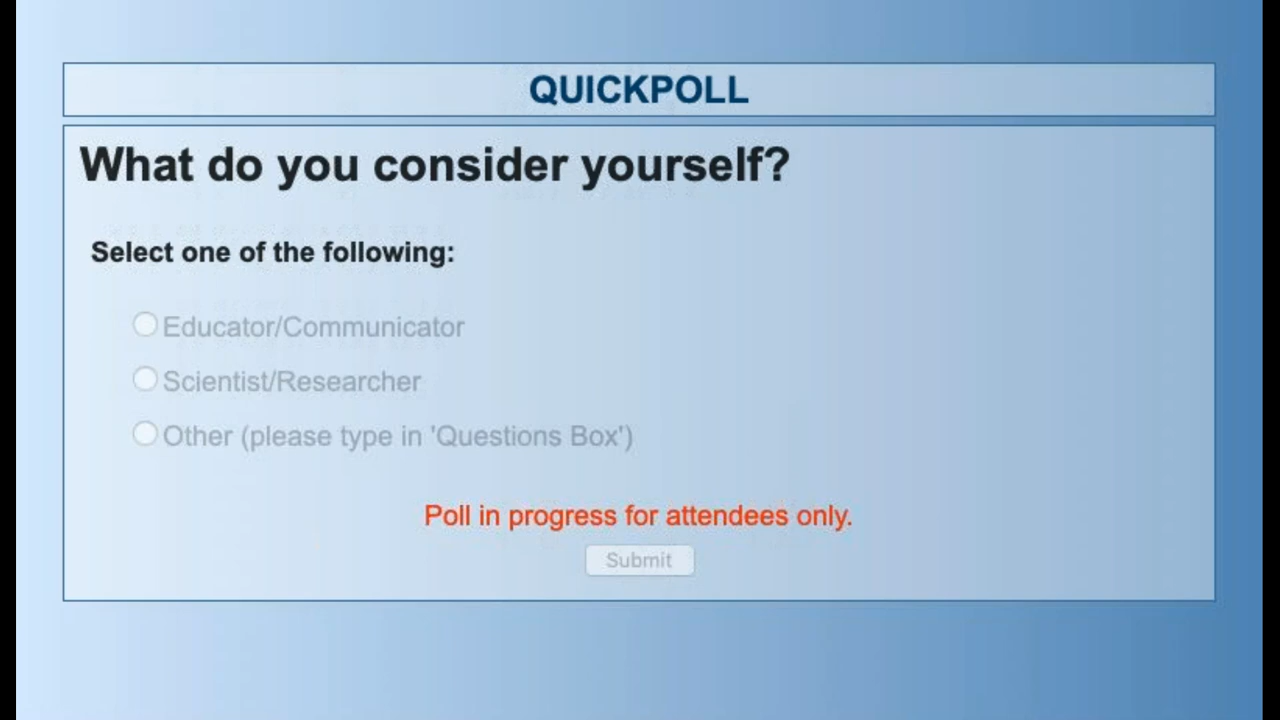 QUICKPOLL
What do you consider yourself?
Select one of the following:
Educator/Communicator
Scientist/Researcher
Other (please type in 'Questions Box')
Poll in progress for attendees only.
Submit